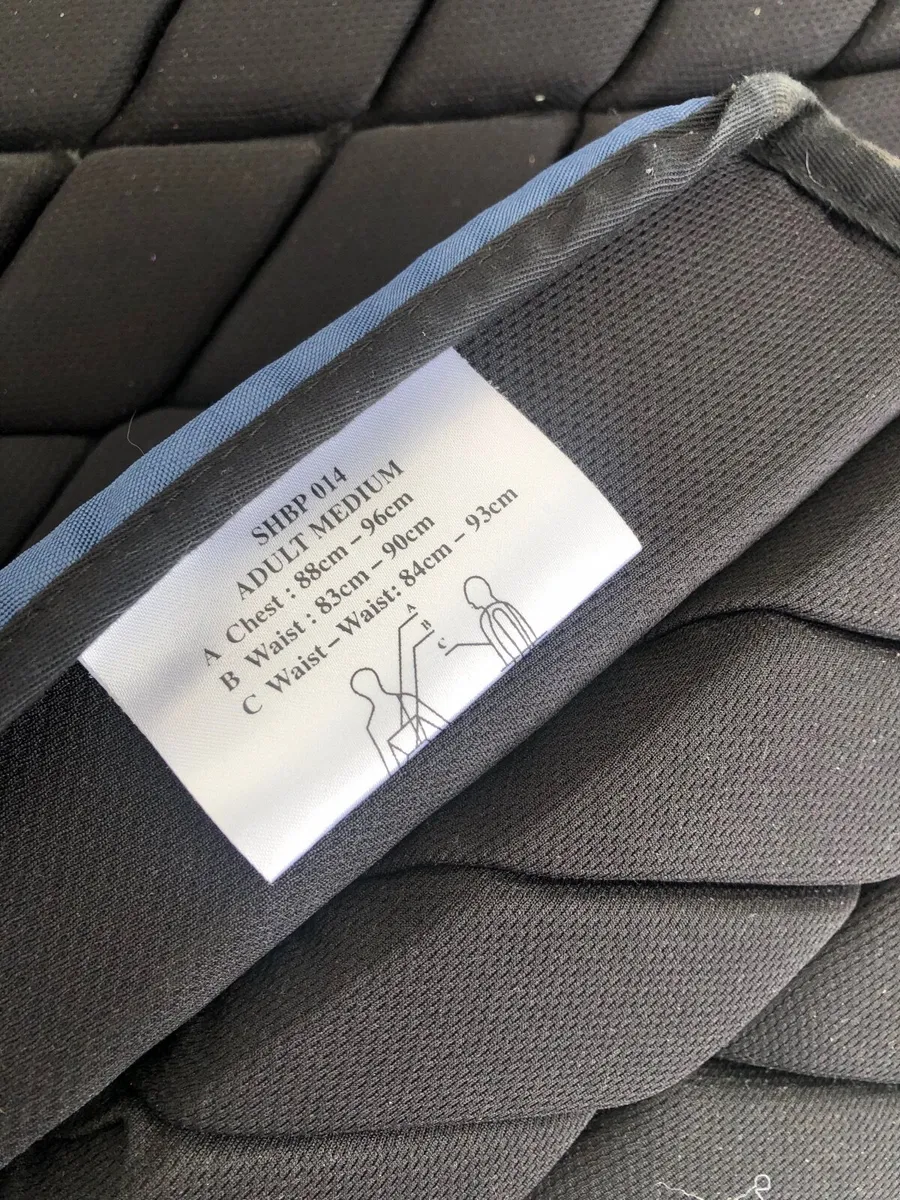 SHBP 014
ADULT MEDIUM
A Chest : 88cm – 96cm
B Waist : 83cm – 90cm
C Waist – Waist: 84cm – 93cm
A
B
C